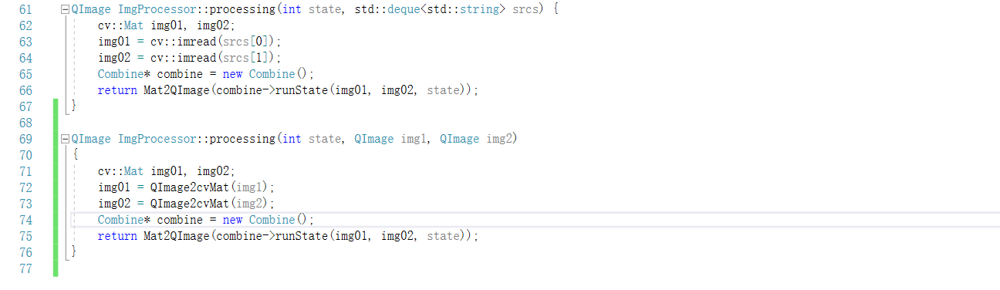 61 QImage ImgProcessor::processing(int state, std::deque<std::string> srcs) {
62 cv::Mat img01, img02;
63 img01 = cv::imread(srcs[0]);
64 img02 = cv::imread(srcs[1]);
65 Combine* combine = new Combine();
66 return Mat2QImage(combine->runState(img01, img02, state));
67 }
68
69 QImage ImgProcessor::processing(int state, QImage img1, QImage img2)
70 {
71 cv::Mat img01, img02;
72 img01 = QImage2cvMat(img1);
73 img02 = QImage2cvMat(img2);
74 Combine* combine = new Combine();
75 return Mat2QImage(combine->runState(img01, img02, state));
76 }
77